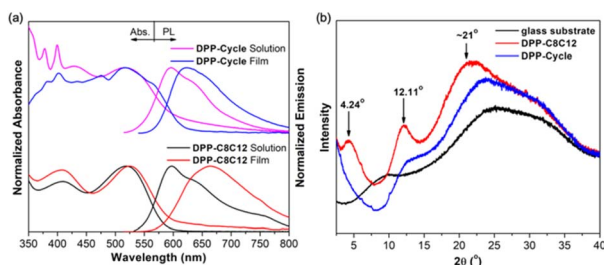 (a)
Abs.
PL
DPP-Cycle Solution
DPP-Cycle Film
DPP-C8C12 Solution
DPP-C8C12 Film
Normalized Absorbance
Normalized Emission
350 400 450 500 550 600 650 700 750 800
Wavelength (nm)
(b)
~21°
glass substrate
DPP-C8C12
DPP-Cycle
12.11°
4.24°
Intensity
5 10 15 20 25 30 35 40
2θ (°)